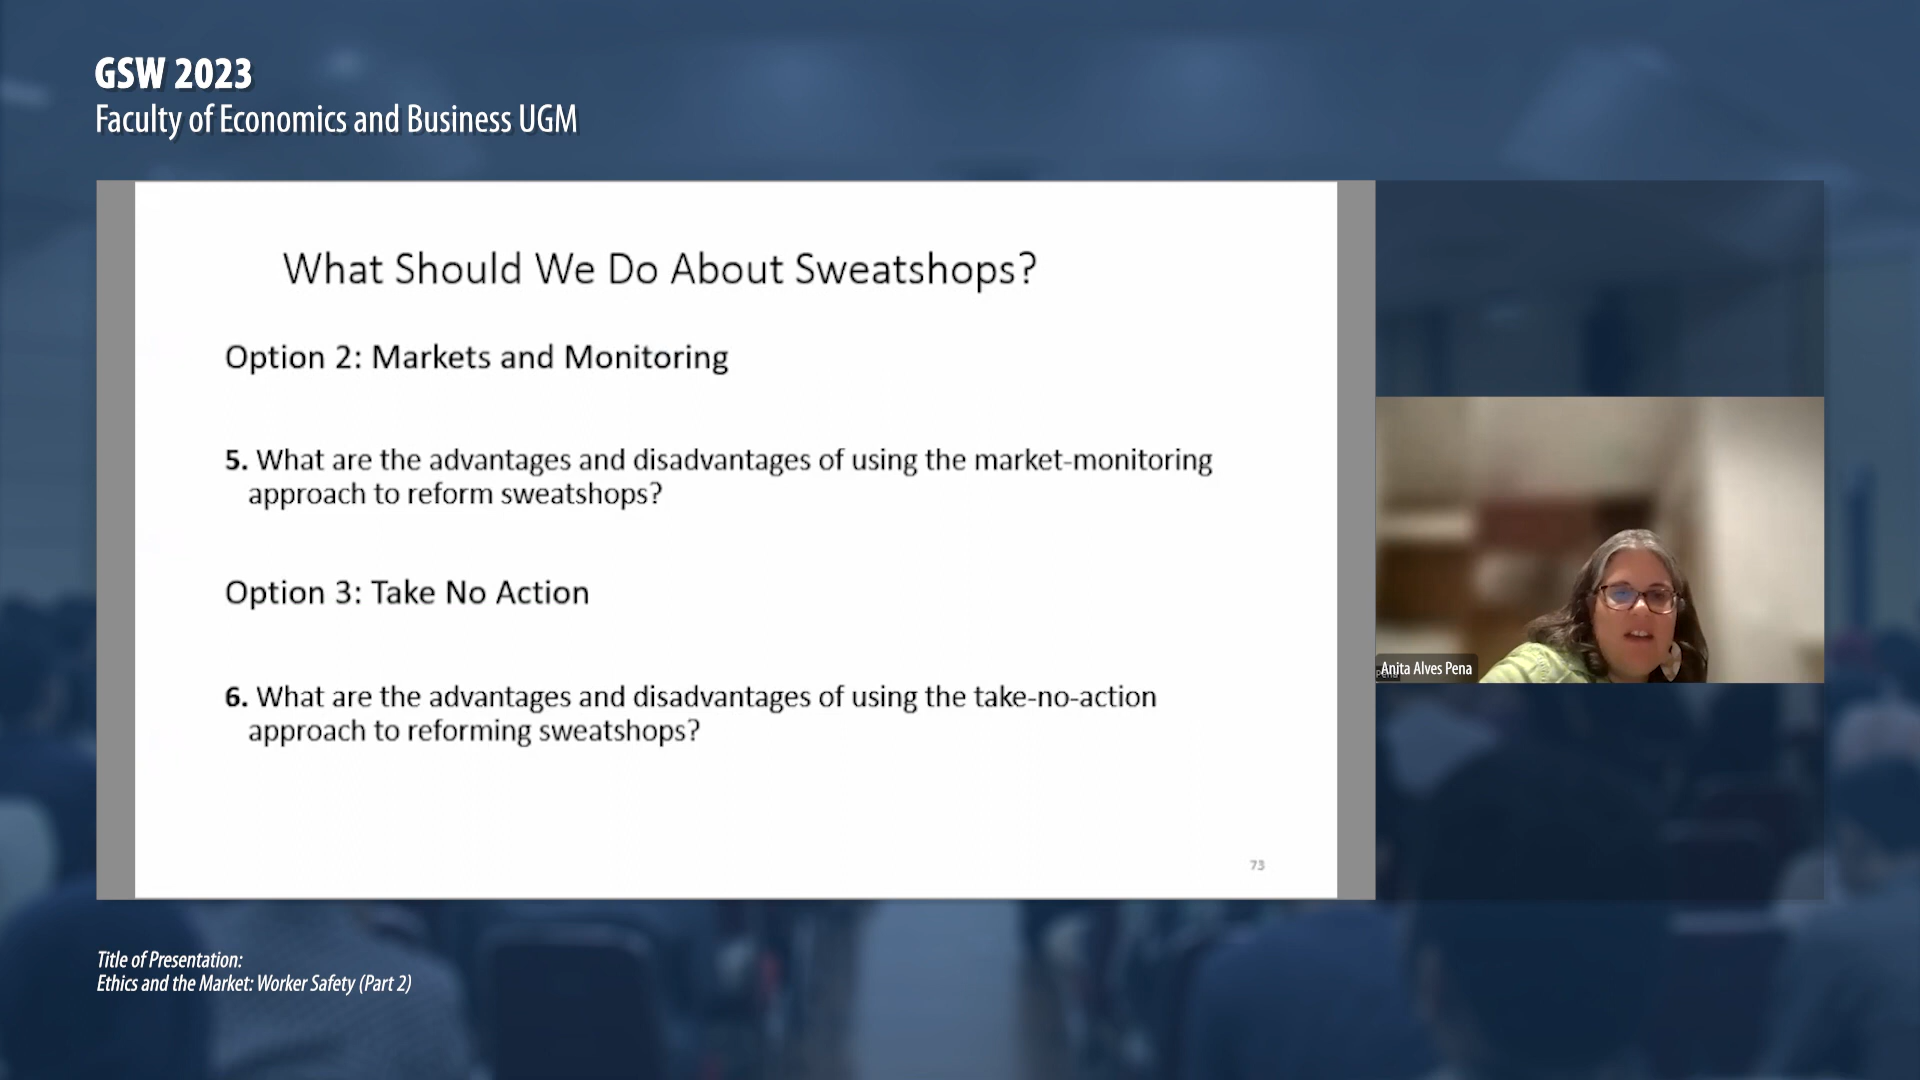 GSW 2023
Faculty of Economics and Business UGM
What Should We Do About Sweatshops?
Option 2: Markets and Monitoring
5. What are the advantages and disadvantages of using the market-monitoring
approach to reform sweatshops?
Option 3: Take No Action
6. What are the advantages and disadvantages of using the take-no-action
approach to reforming sweatshops?
73
Anita Alves Pena
Title of Presentation:
Ethics and the Market: Worker Safety (Part 2)